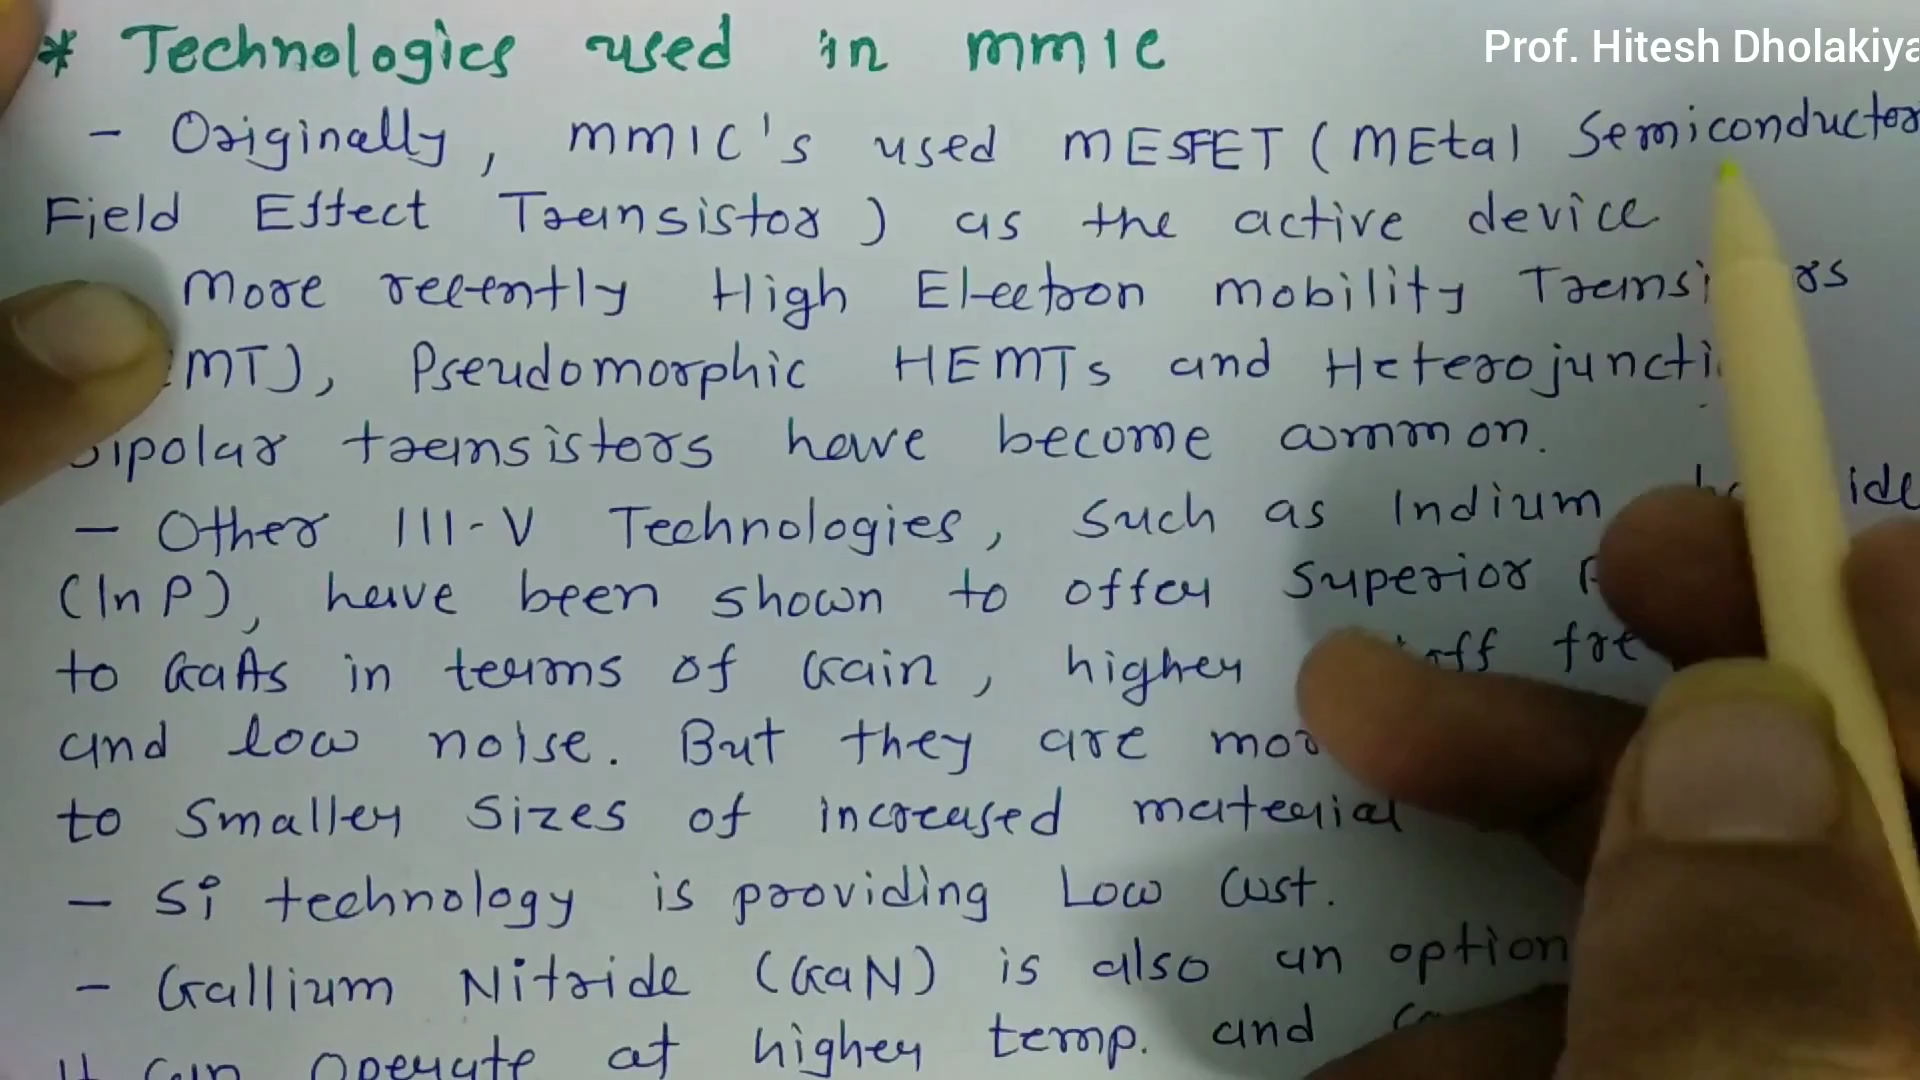 * Technologies used in MMIC
Prof. Hitesh Dholakiya
- Originally, MMIC's used MESFET (MEtal Semiconductor
Field Effect Transistor) as the active device
More recently High Electron mobility
MT), Pseudomorphic HEMTs and
transistors have become common.
- Other III-V Technologies, such as Indium
(InP), have been shown to offer Superior
to GaAs in terms of Gain, higher
and low noise. But they are
to smaller sizes of increased material
- Si technology is providing Low Cost.
- Gallium Nitride (GaN) is also an option
It can operate at higher temp. and